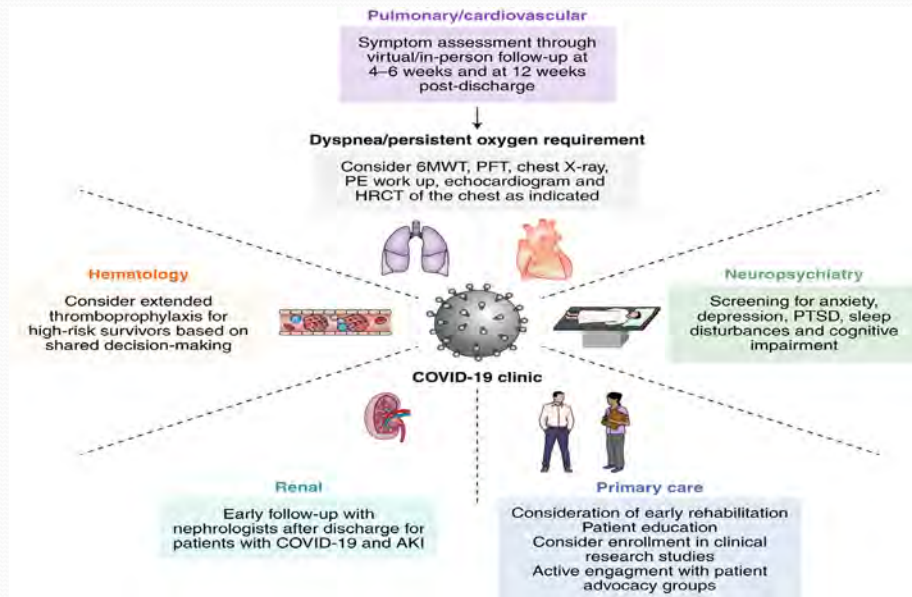 Pulmonary/cardiovascular
Symptom assessment through
virtual/in-person follow-up at
4–6 weeks and at 12 weeks
post-discharge
Dyspnea/persistent oxygen requirement
Consider 6MWT, PFT, chest X-ray,
PE work up, echocardiogram and
HRCT of the chest as indicated
Hematology
Consider extended
thromboprophylaxis for
high-risk survivors based on
shared decision-making
Neuropsychiatry
Screening for anxiety,
depression, PTSD, sleep
disturbances and cognitive
impairment
COVID-19 clinic
Renal
Early follow-up with
nephrologists after discharge for
patients with COVID-19 and AKI
Primary care
Consideration of early rehabilitation
Patient education
Consider enrollment in clinical
research studies
Active engagment with patient
advocacy groups